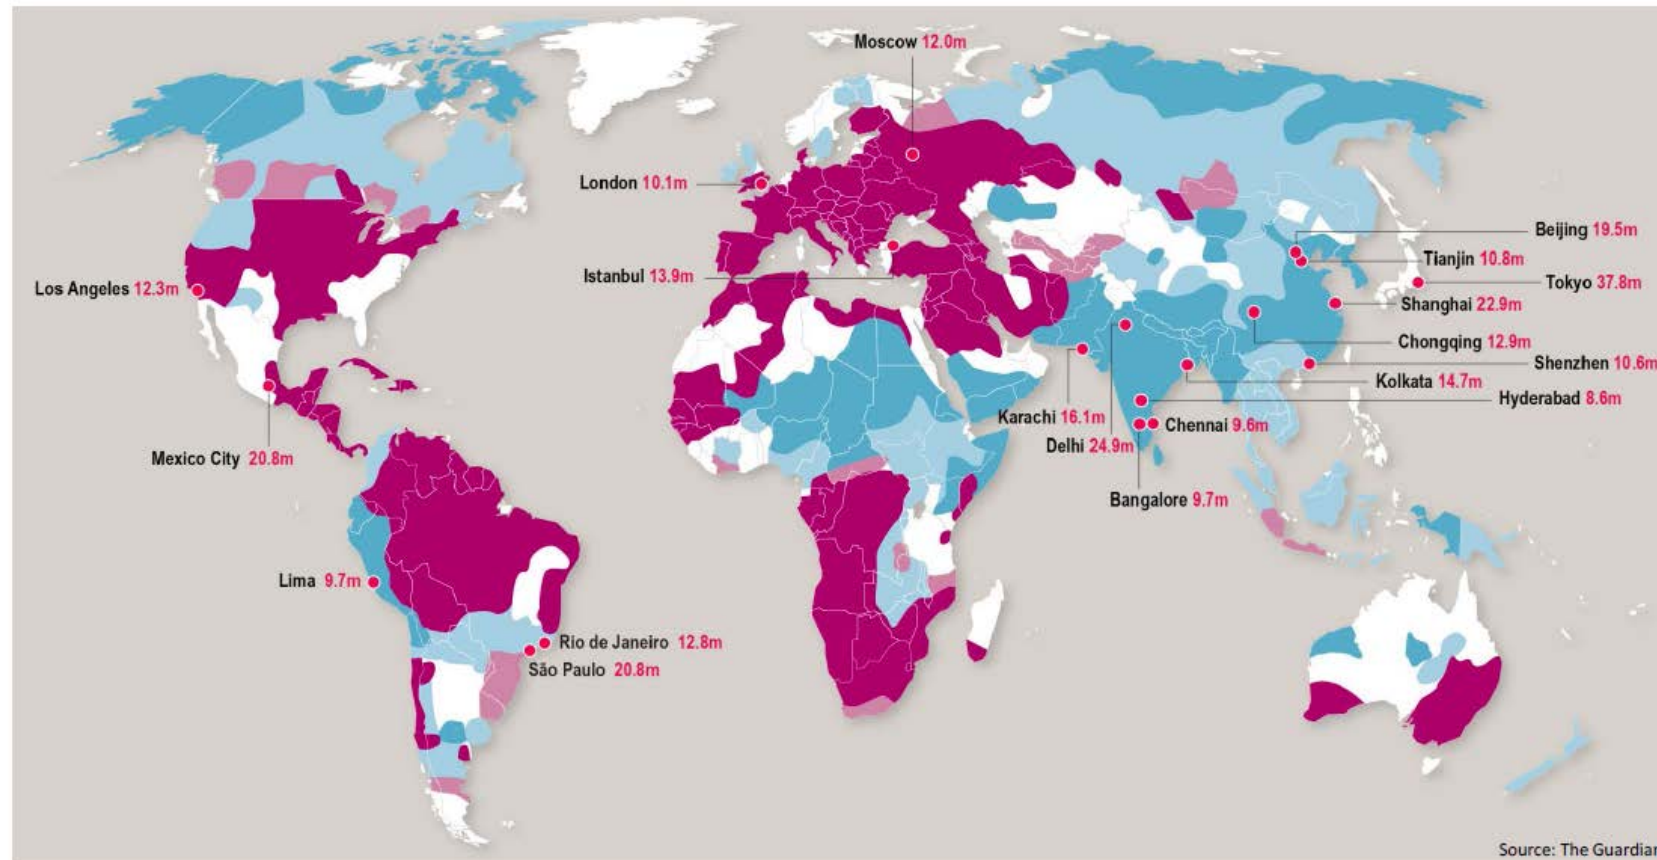 Moscow 12.0m
London 10.1m
Beijing 19.5m
Istanbul 13.9m
Tianjin 10.8m
Los Angeles 12.3m
Tokyo 37.8m
Shanghai 22.9m
Chongqing 12.9m
Shenzhen 10.6m
Kolkata 14.7m
Hyderabad 8.6m
Karachi 16.1m
Chennai 9.6m
Delhi 24.9m
Mexico City 20.8m
Bangalore 9.7m
Lima 9.7m
Rio de Janeiro 12.8m
São Paulo 20.8m
Source: The Guardian